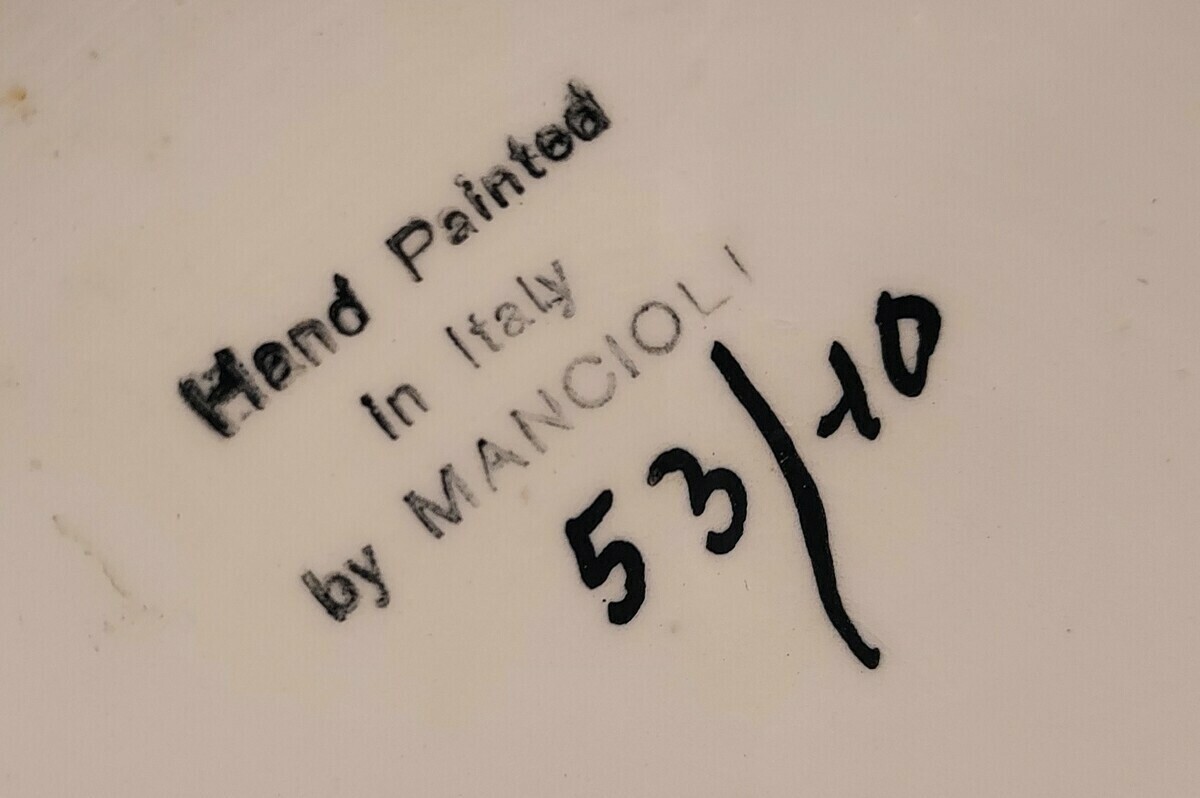 Hand Painted
in Italy
by MANCIOLI
53/10